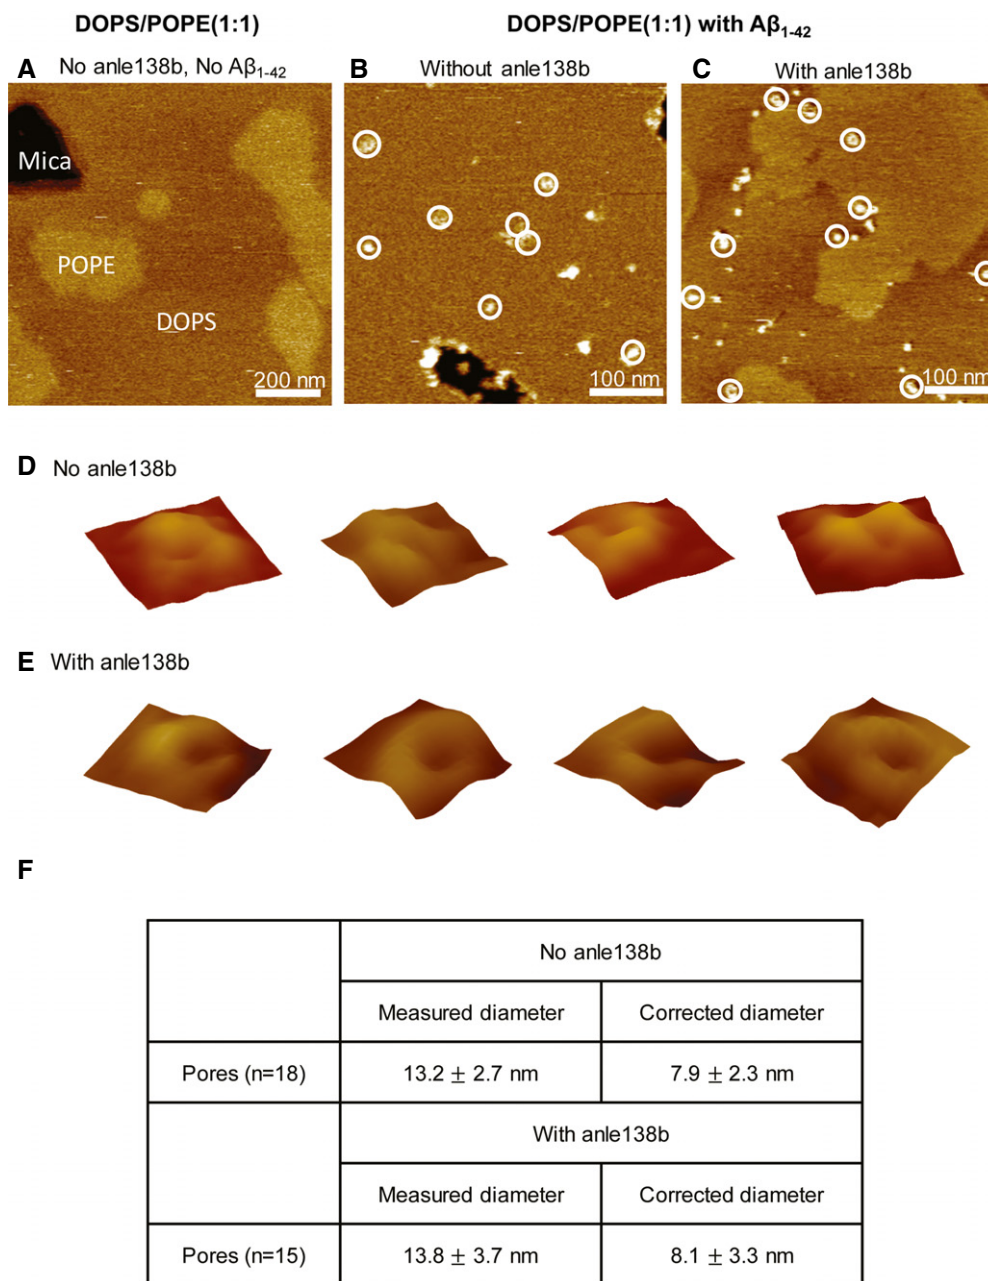 DOPS/POPE(1:1)
DOPS/POPE(1:1) with Aβ₁₋₄₂
A
No anle138b, No Aβ₁₋₄₂
B
Without anle138b
C
With anle138b
Mica
POPE
DOPS
200 nm
100 nm
100 nm
D No anle138b
E With anle138b
F
No anle138b
Measured diameter
Corrected diameter
Pores (n=18)
13.2 ± 2.7 nm
7.9 ± 2.3 nm
With anle138b
Measured diameter
Corrected diameter
Pores (n=15)
13.8 ± 3.7 nm
8.1 ± 3.3 nm